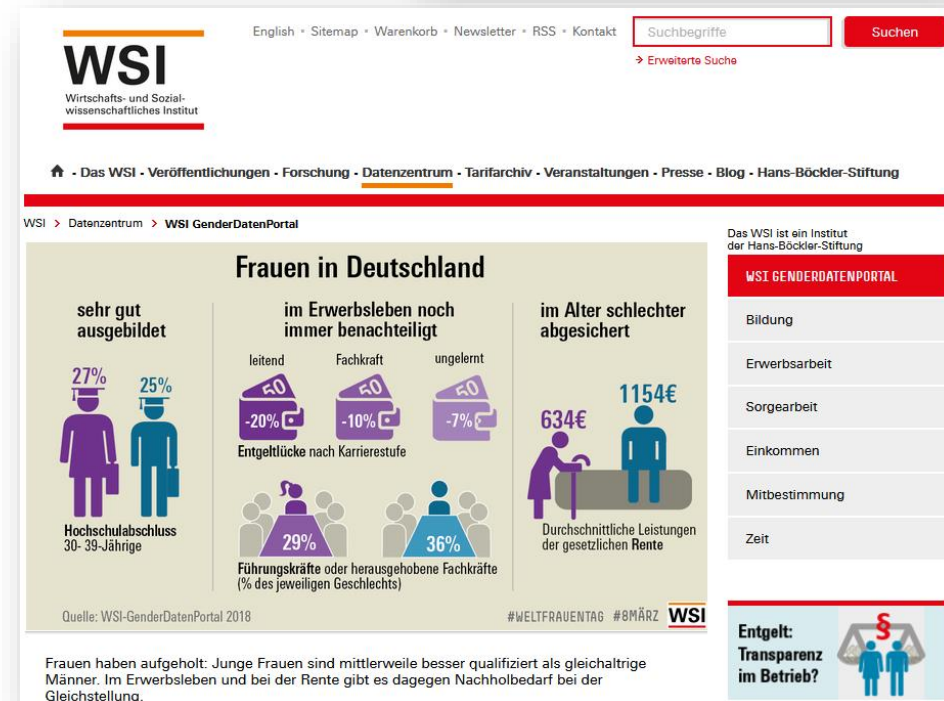 English • Sitemap • Warenkorb • Newsletter • RSS • Kontakt
Suchbegriffe
Suchen
→ Erweiterte Suche
WSI
Wirtschafts- und Sozial-
wissenschaftliches Institut
- Das WSI - Veröffentlichungen - Forschung - Datenzentrum - Tarifarchiv - Veranstaltungen - Presse - Blog - Hans-Böckler-Stiftung
WSI > Datenzentrum > WSI GenderDatenPortal
Frauen in Deutschland
sehr gut
ausgebildet
27%
25%
Hochschulabschluss
30- 39-Jährige
im Erwerbsleben noch
immer benachteiligt
leitend Fachkraft ungelernt
50 50 50
-20% -10% -7%
Entgeltlücke nach Karrierestufe
29% 36%
Führungskräfte oder herausgehobene Fachkräfte
(% des jeweiligen Geschlechts)
im Alter schlechter
abgesichert
634€
1154€
Durchschnittliche Leistungen
der gesetzlichen Rente
Quelle: WSI-GenderDatenPortal 2018
#WELTFRAUENTAG #8MÄRZ WSI
Frauen haben aufgeholt: Junge Frauen sind mittlerweile besser qualifiziert als gleichaltrige
Männer. Im Erwerbsleben und bei der Rente gibt es dagegen Nachholbedarf bei der
Gleichstellung.
Das WSI ist ein Institut
der Hans-Böckler-Stiftung
WSI GENDERDATENPORTAL
Bildung
Erwerbsarbeit
Sorgearbeit
Einkommen
Mitbestimmung
Zeit
Entgelt:
Transparenz
im Betrieb?
§